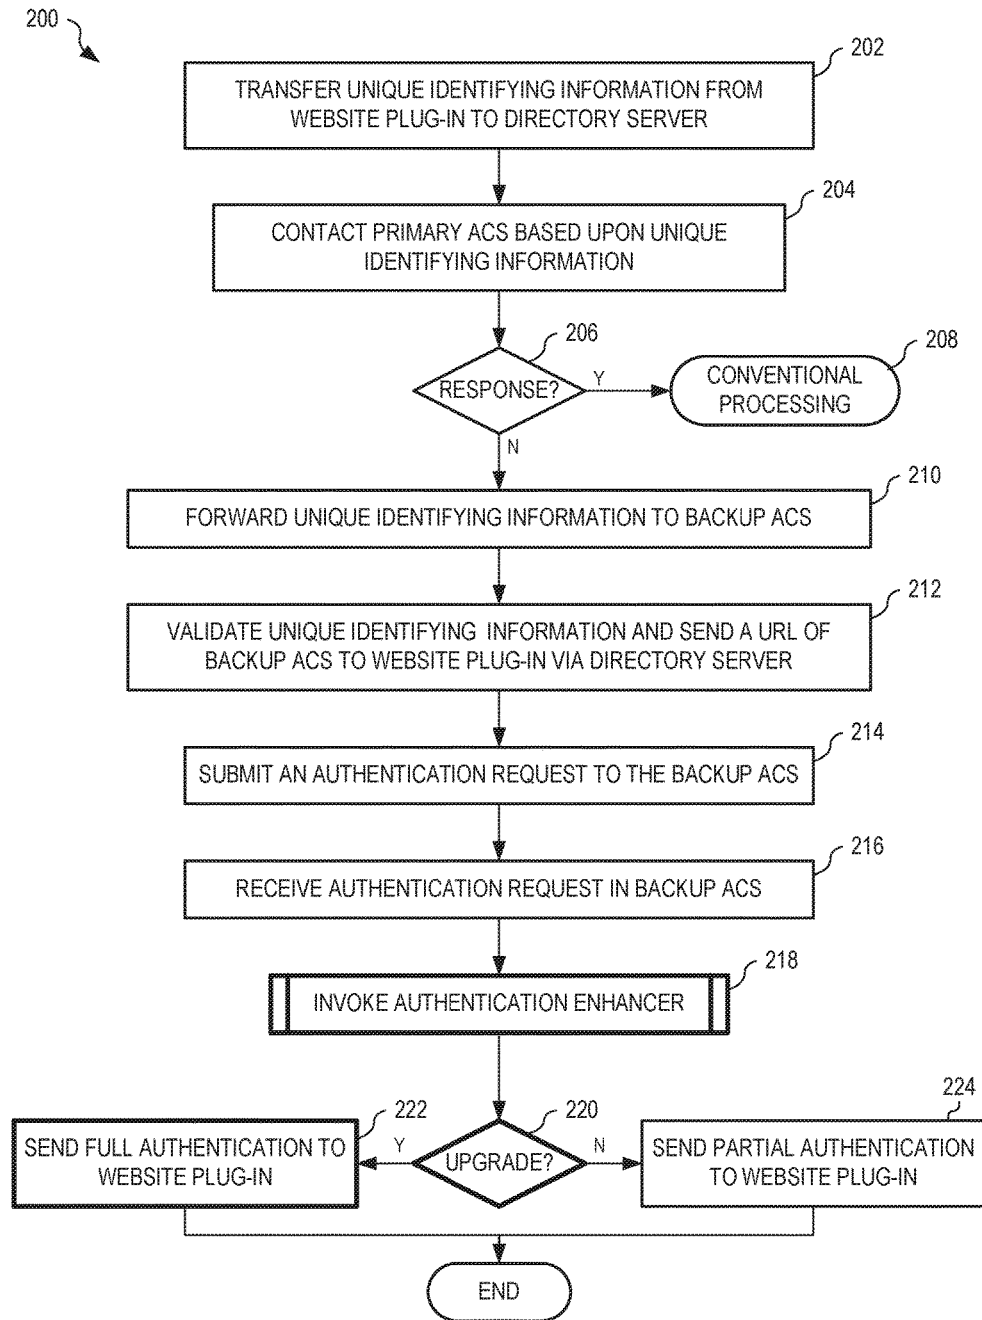 200
202
TRANSFER UNIQUE IDENTIFYING INFORMATION FROM
WEBSITE PLUG-IN TO DIRECTORY SERVER
204
CONTACT PRIMARY ACS BASED UPON UNIQUE
IDENTIFYING INFORMATION
206
RESPONSE?
Y
208
CONVENTIONAL
PROCESSING
N
210
FORWARD UNIQUE IDENTIFYING INFORMATION TO BACKUP ACS
212
VALIDATE UNIQUE IDENTIFYING INFORMATION AND SEND A URL OF
BACKUP ACS TO WEBSITE PLUG-IN VIA DIRECTORY SERVER
214
SUBMIT AN AUTHENTICATION REQUEST TO THE BACKUP ACS
216
RECEIVE AUTHENTICATION REQUEST IN BACKUP ACS
218
INVOKE AUTHENTICATION ENHANCER
220
UPGRADE?
Y
222
SEND FULL AUTHENTICATION TO
WEBSITE PLUG-IN
N
224
SEND PARTIAL AUTHENTICATION
TO WEBSITE PLUG-IN
END